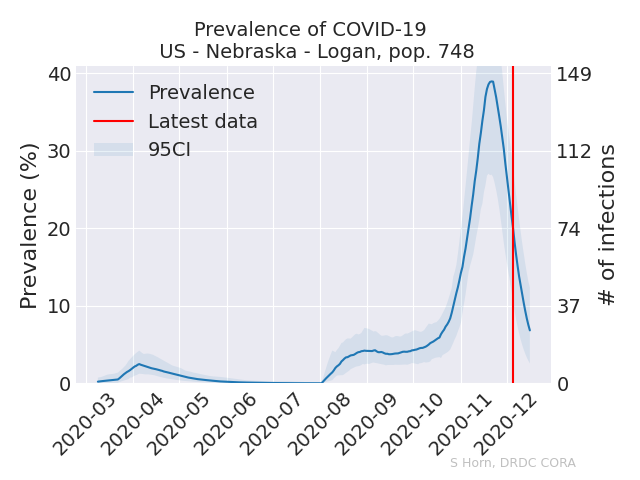 Prevalence of COVID-19
US - Nebraska - Logan, pop. 748
Prevalence
Latest data
95CI
Prevalence (%)
40
30
20
10
0
149
112
74
37
0
# of infections
2020-03
2020-04
2020-05
2020-06
2020-07
2020-08
2020-09
2020-10
2020-11
2020-12
S Horn, DRDC CORA